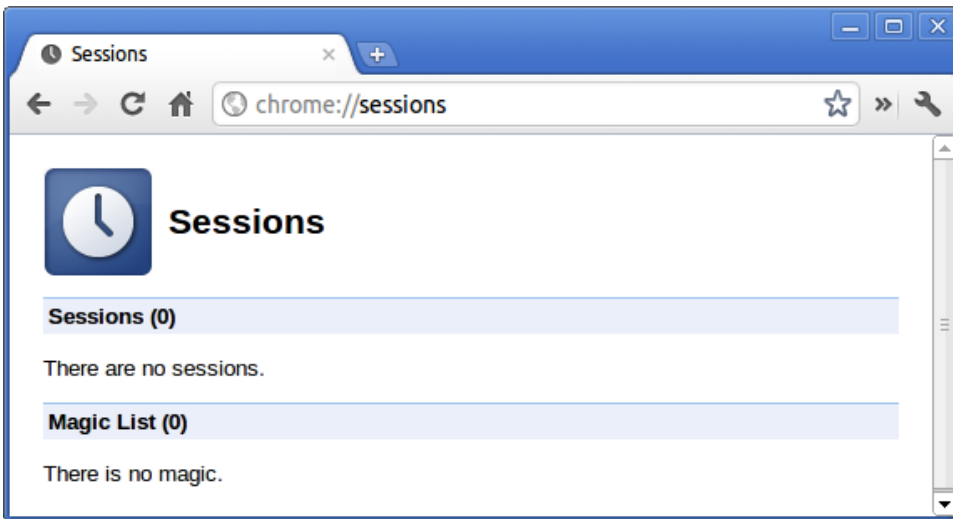 Sessions
chrome://sessions
Sessions
Sessions (0)
There are no sessions.
Magic List (0)
There is no magic.